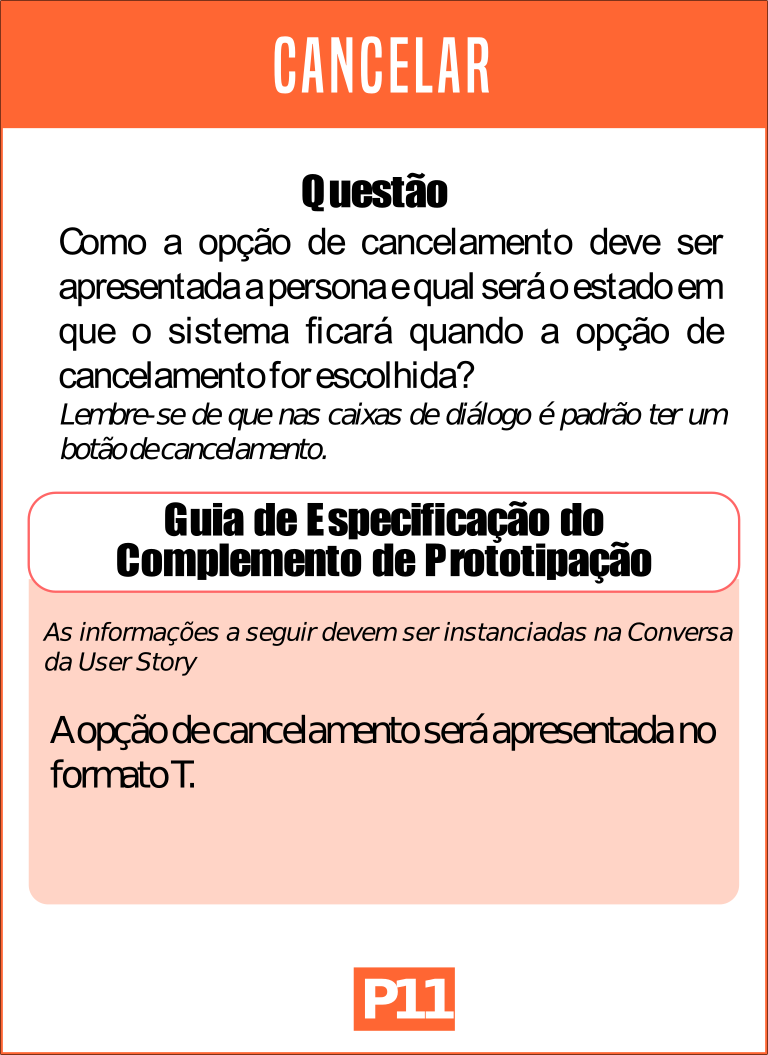 CANCELAR
Questão
Como a opção de cancelamento deve ser
apresentada a persona e qual será o estado em
que o sistema ficará quando a opção de
cancelamento for escolhida?
Lembre-se de que nas caixas de diálogo é padrão ter um
botão de cancelamento.
Guia de Especificação do
Complemento de Prototipação
As informações a seguir devem ser instanciadas na Conversa
da User Story
A opção de cancelamento será apresentada no
formato T.
P11